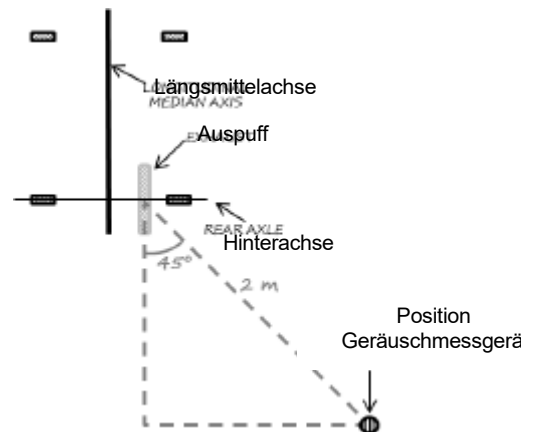 Längsmittelachse
MEDIAN AXIS
Auspuff
REAR AXLE
Hinterachse
45°
2 m
Position
Geräuschmessgerä